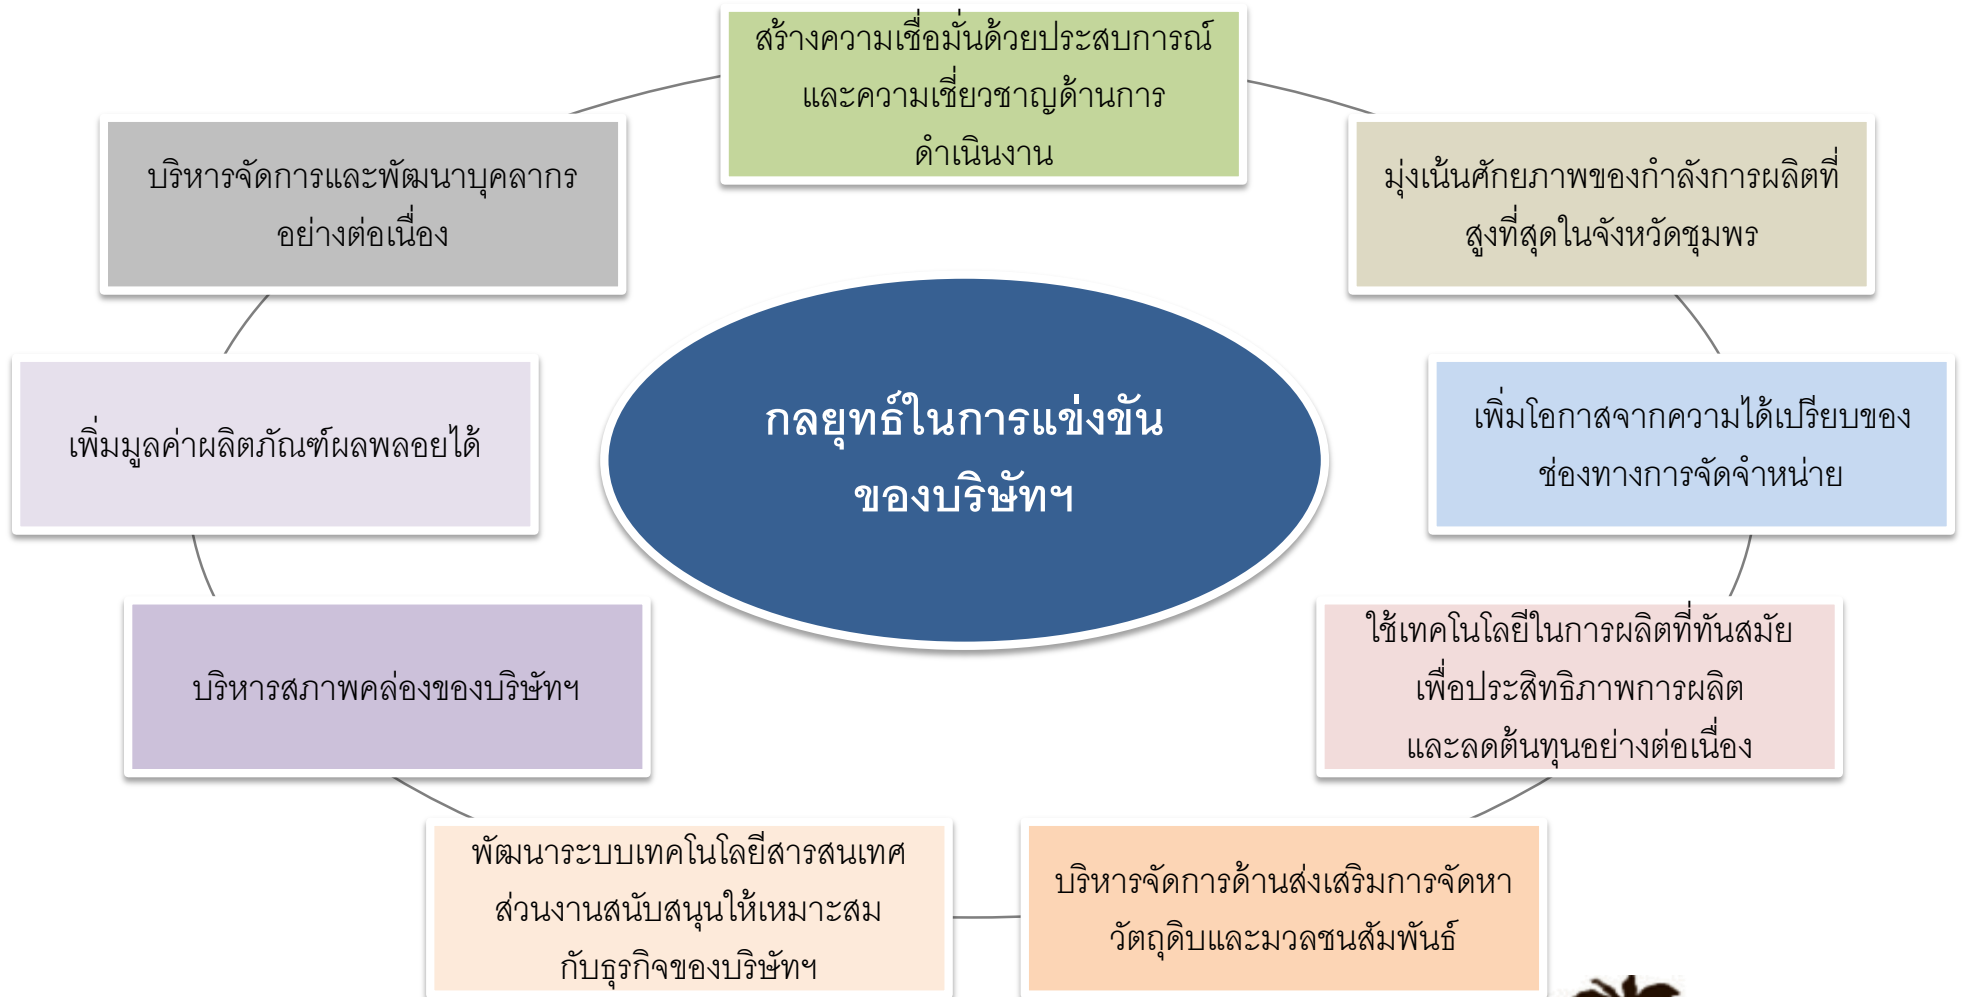 สร้างความเชื่อมั่นด้วยประสบการณ์
และความเชี่ยวชาญด้านการ
ดำเนินงาน
มุ่งเน้นศักยภาพของกำลังการผลิตที่
สูงที่สุดในจังหวัดชุมพร
เพิ่มโอกาสจากความได้เปรียบของ
ช่องทางการจัดจำหน่าย
ใช้เทคโนโลยีในการผลิตที่ทันสมัย
เพื่อประสิทธิภาพการผลิต
และลดต้นทุนอย่างต่อเนื่อง
บริหารจัดการด้านส่งเสริมการจัดหา
วัตถุดิบและมวลชนสัมพันธ์
พัฒนาระบบเทคโนโลยีสารสนเทศ
ส่วนงานสนับสนุนให้เหมาะสม
กับธุรกิจของบริษัทฯ
บริหารสภาพคล่องของบริษัทฯ
เพิ่มมูลค่าผลิตภัณฑ์ผลพลอยได้
บริหารจัดการและพัฒนาบุคลากร
อย่างต่อเนื่อง
กลยุทธ์ในการแข่งขัน
ของบริษัทฯ